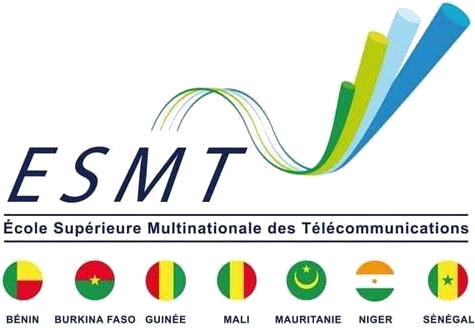 ESMT
École Supérieure Multinationale des Télécommunications
BÉNIN BURKINA FASO GUINÉE MALI MAURITANIE NIGER SÉNÉGAL